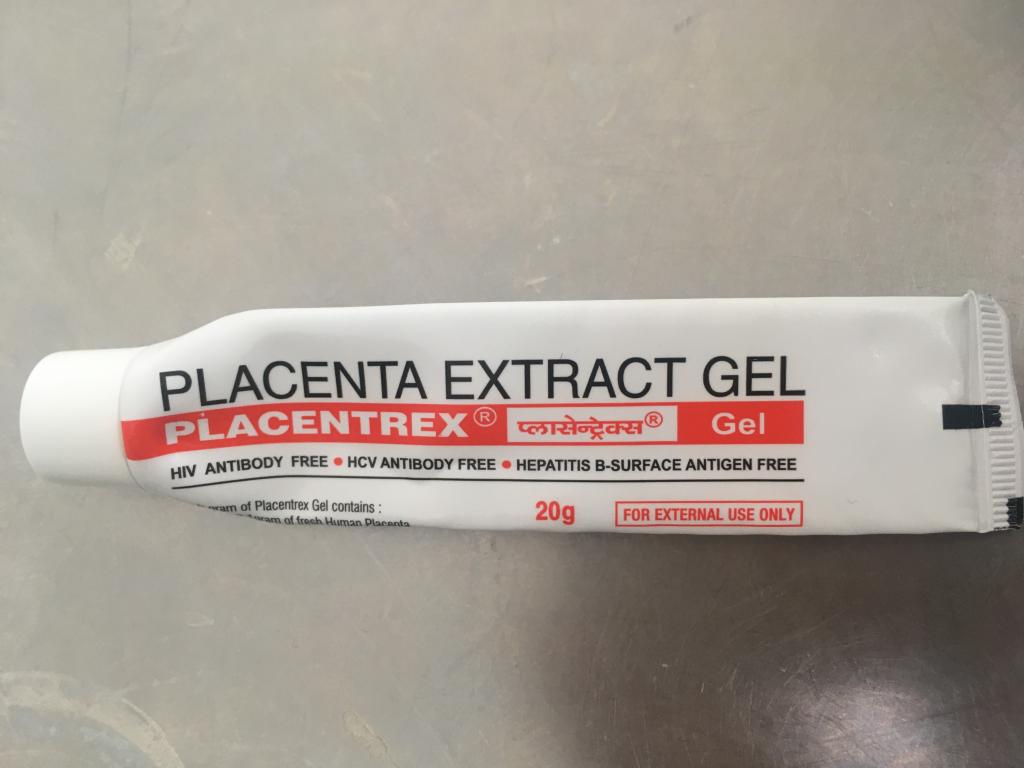 PLACENTA EXTRACT GEL
PLACENTREX® प्लासेन्ट्रेक्स® Gel
HIV ANTIBODY FREE • HCV ANTIBODY FREE • HEPATITIS B-SURFACE ANTIGEN FREE
of Placentrex Gel contains :
gram of fresh Human Placenta
20g
FOR EXTERNAL USE ONLY